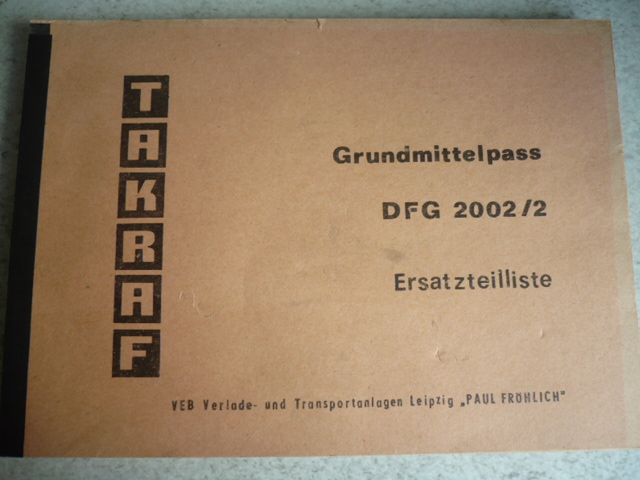 TAKRAF
Grundmittelpass
DFG 2002/2
Ersatzteilliste
VEB Verlade- und Transportanlagen Leipzig „PAUL FRÖHLICH"